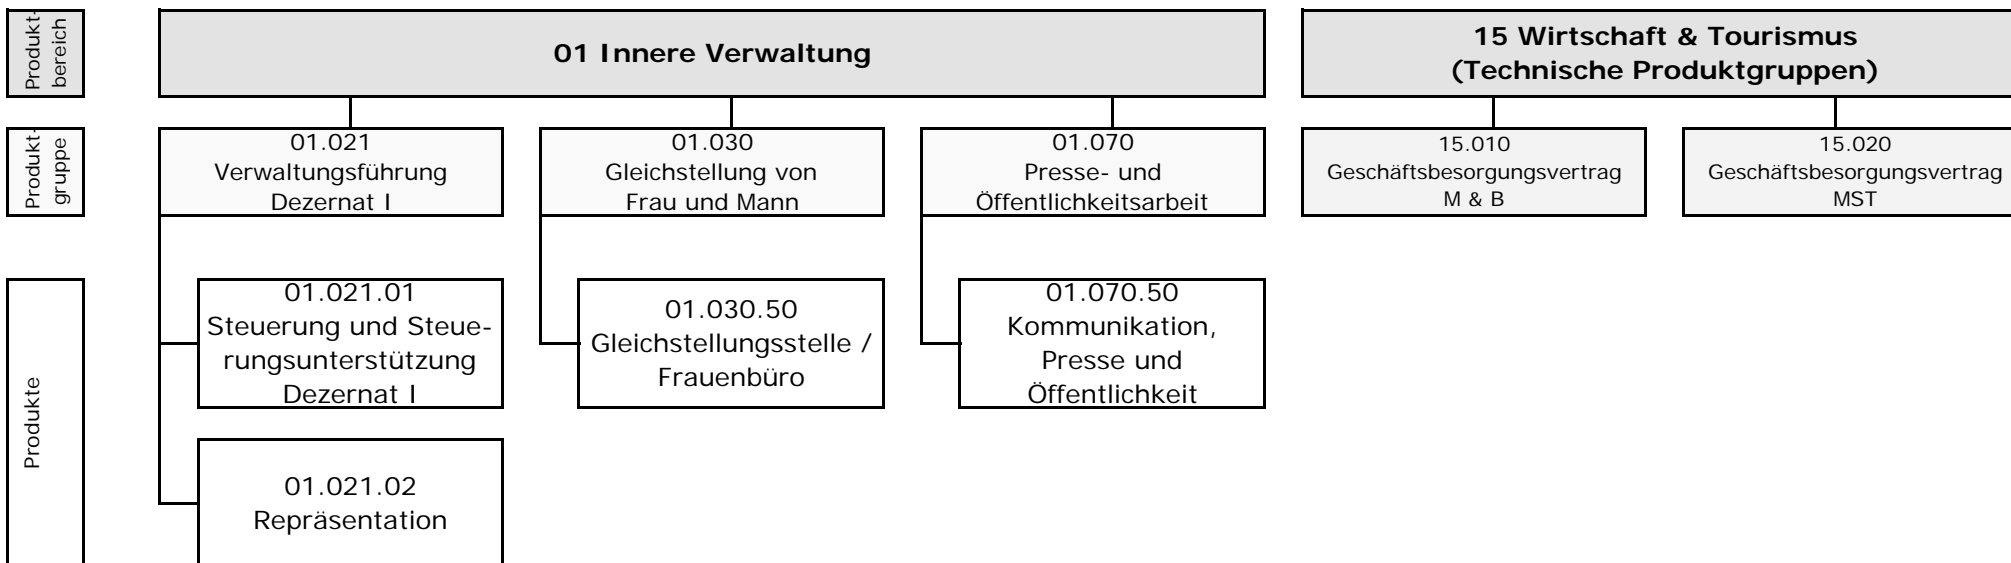 Produkt-
bereich
01 Innere Verwaltung
15 Wirtschaft & Tourismus
(Technische Produktgruppen)
Produkt-
gruppe
01.021
Verwaltungsführung
Dezernat I
01.030
Gleichstellung von
Frau und Mann
01.070
Presse- und
Öffentlichkeitsarbeit
15.010
Geschäftsbesorgungsvertrag
M & B
15.020
Geschäftsbesorgungsvertrag
MST
Produkte
01.021.01
Steuerung und Steue-
rungsunterstützung
Dezernat I
01.030.50
Gleichstellungsstelle /
Frauenbüro
01.070.50
Kommunikation,
Presse und
Öffentlichkeit
01.021.02
Repräsentation